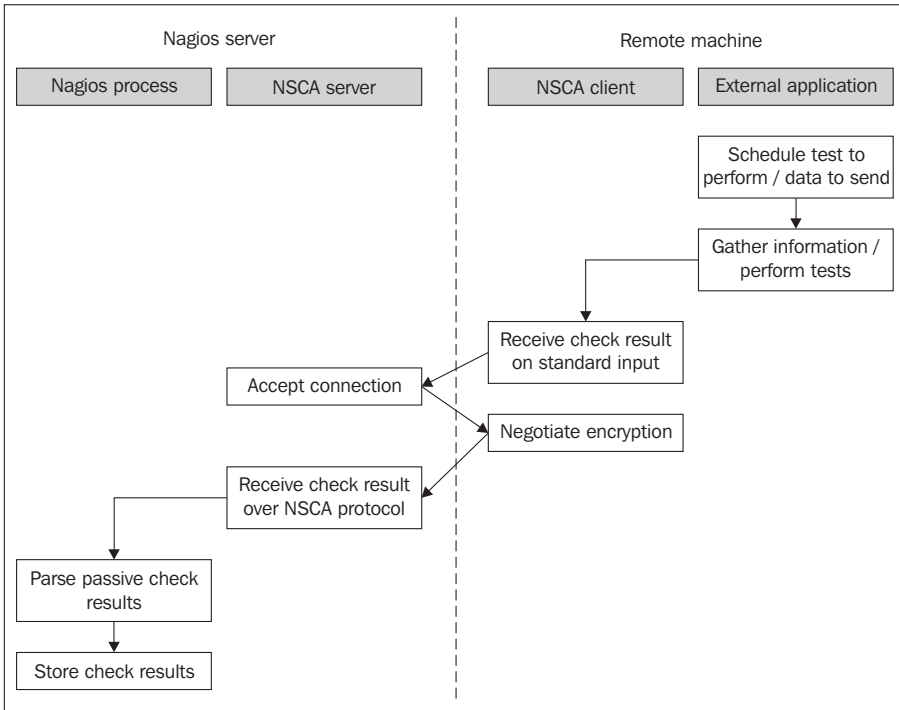 Nagios server
Remote machine
Nagios process
NSCA server
NSCA client
External application
Schedule test to
perform / data to send
Gather information /
perform tests
Receive check result
on standard input
Accept connection
Negotiate encryption
Receive check result
over NSCA protocol
Parse passive check
results
Store check results